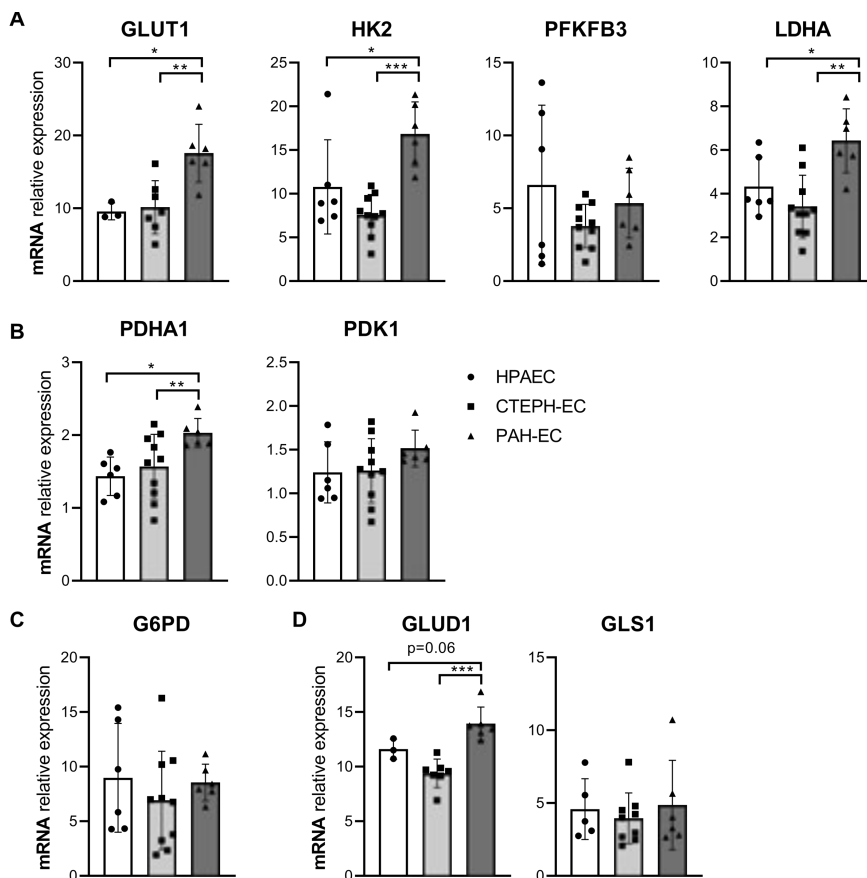 A
GLUT1
HK2
PFKFB3
LDHA
mRNA relative expression
30
20
10
0
*
**
25
20
15
10
5
0
*
***
15
10
5
0
10
8
6
4
2
0
*
**
B
PDHA1
PDK1
mRNA relative expression
3
2
1
0
*
**
2.5
2.0
1.5
1.0
0.5
0.0
HPAEC
CTEPH-EC
PAH-EC
C
G6PD
D
GLUD1
GLS1
mRNA relative expression
20
15
10
5
0
mRNA relative expression
20
15
10
5
0
p=0.06
***
15
10
5
0